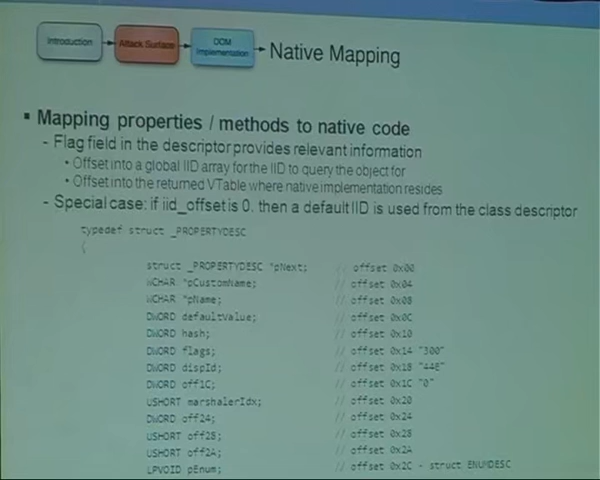 Introduction
Attack Surface
DOM
Implementation
Native Mapping
▪ Mapping properties / methods to native code
- Flag field in the descriptor provides relevant information
• Offset into a global IID array for the IID to query the object for
• Offset into the returned VTable where native implementation resides
- Special case: if iid_offset is 0. then a default IID is used from the class descriptor
typedef struct _PROPERTYDESC
{
struct _PROPERTYDESC *pNext; // offset 0x00
WCHAR *pCustomName; // offset 0x04
WCHAR *pName; // offset 0x08
DWORD defaultValue; // offset 0x0C
DWORD hash; // offset 0x10
DWORD flags; // offset 0x14 "300"
DWORD dispId; // offset 0x18 "44E"
DWORD off1C; // offset 0x1C "0"
USHORT marshalerIdx; // offset 0x20
DWORD off24; // offset 0x24
USHORT off28; // offset 0x28
USHORT off2A; // offset 0x2A
LPVOID pEnum; // offset 0x2C - struct ENUMDESC